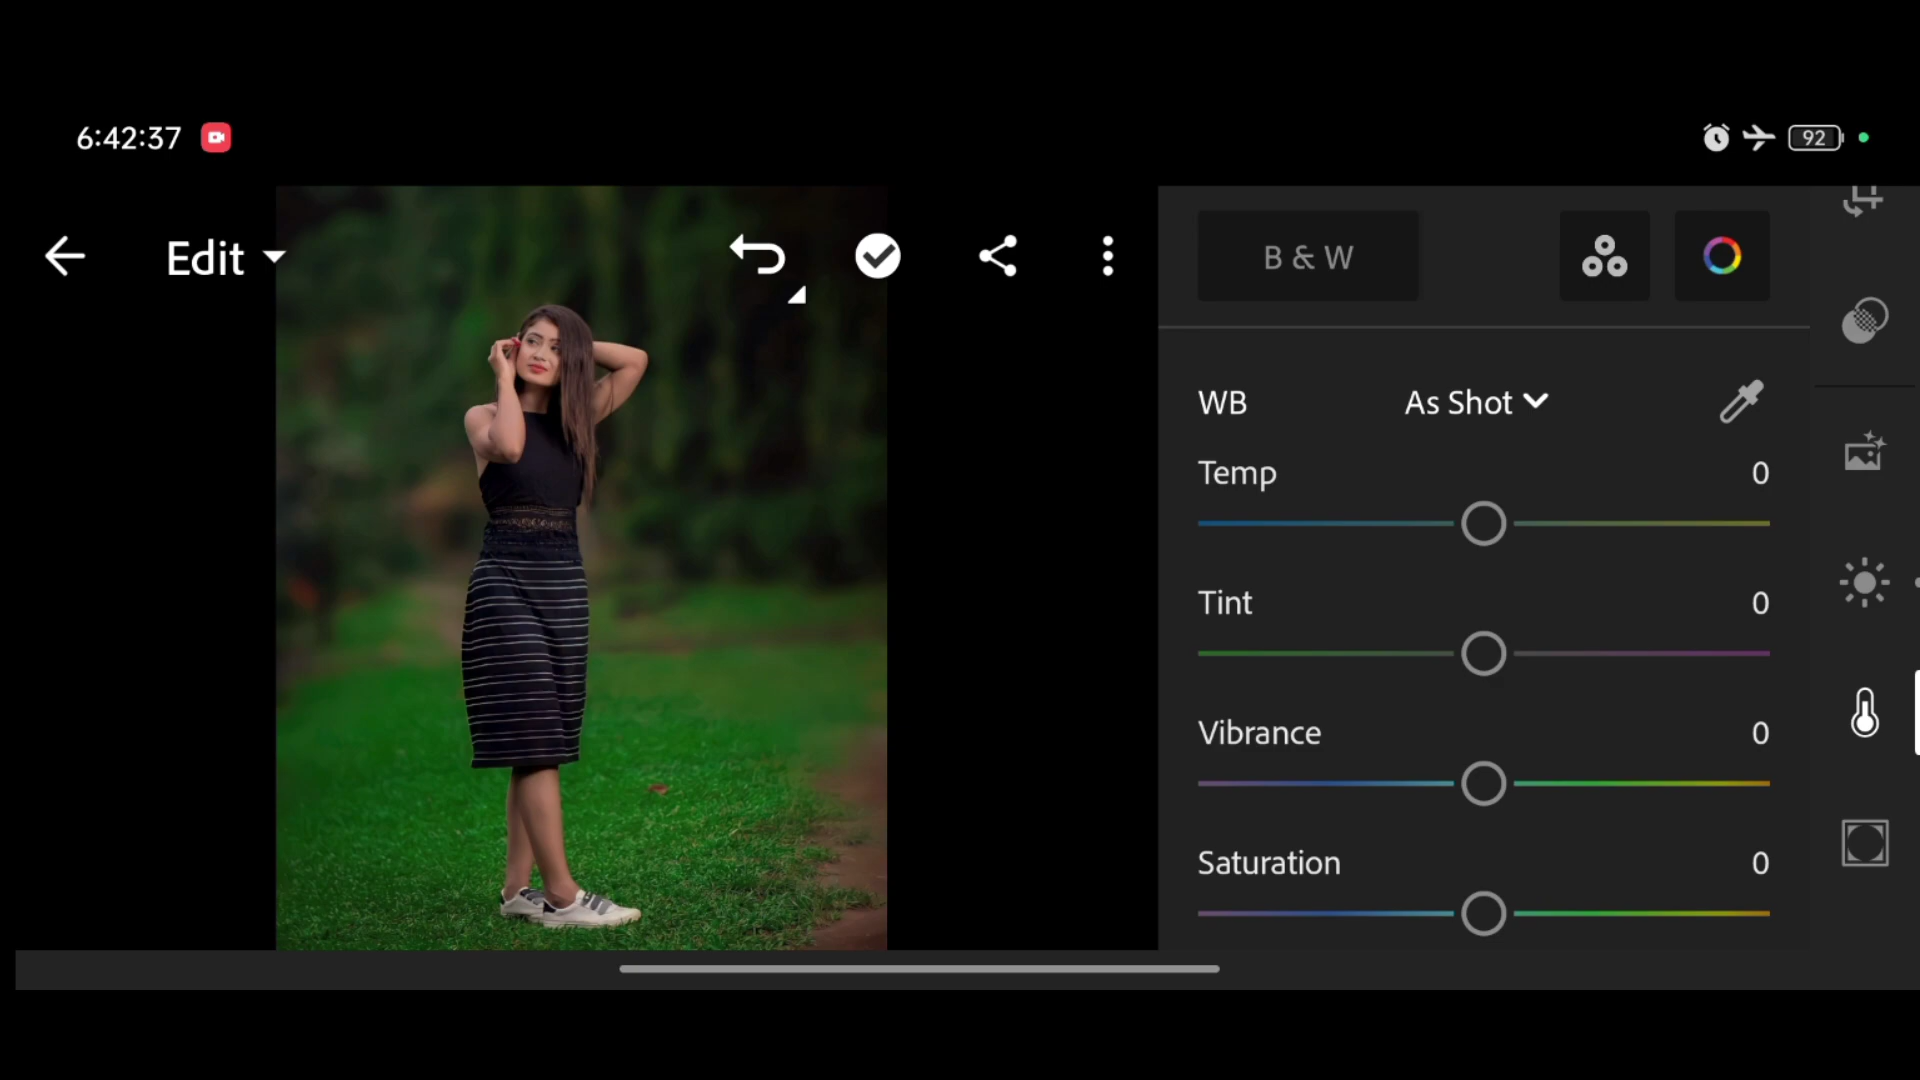 6:42:37
92
Edit
B & W
WB
As Shot
Temp
0
Tint
0
Vibrance
0
Saturation
0